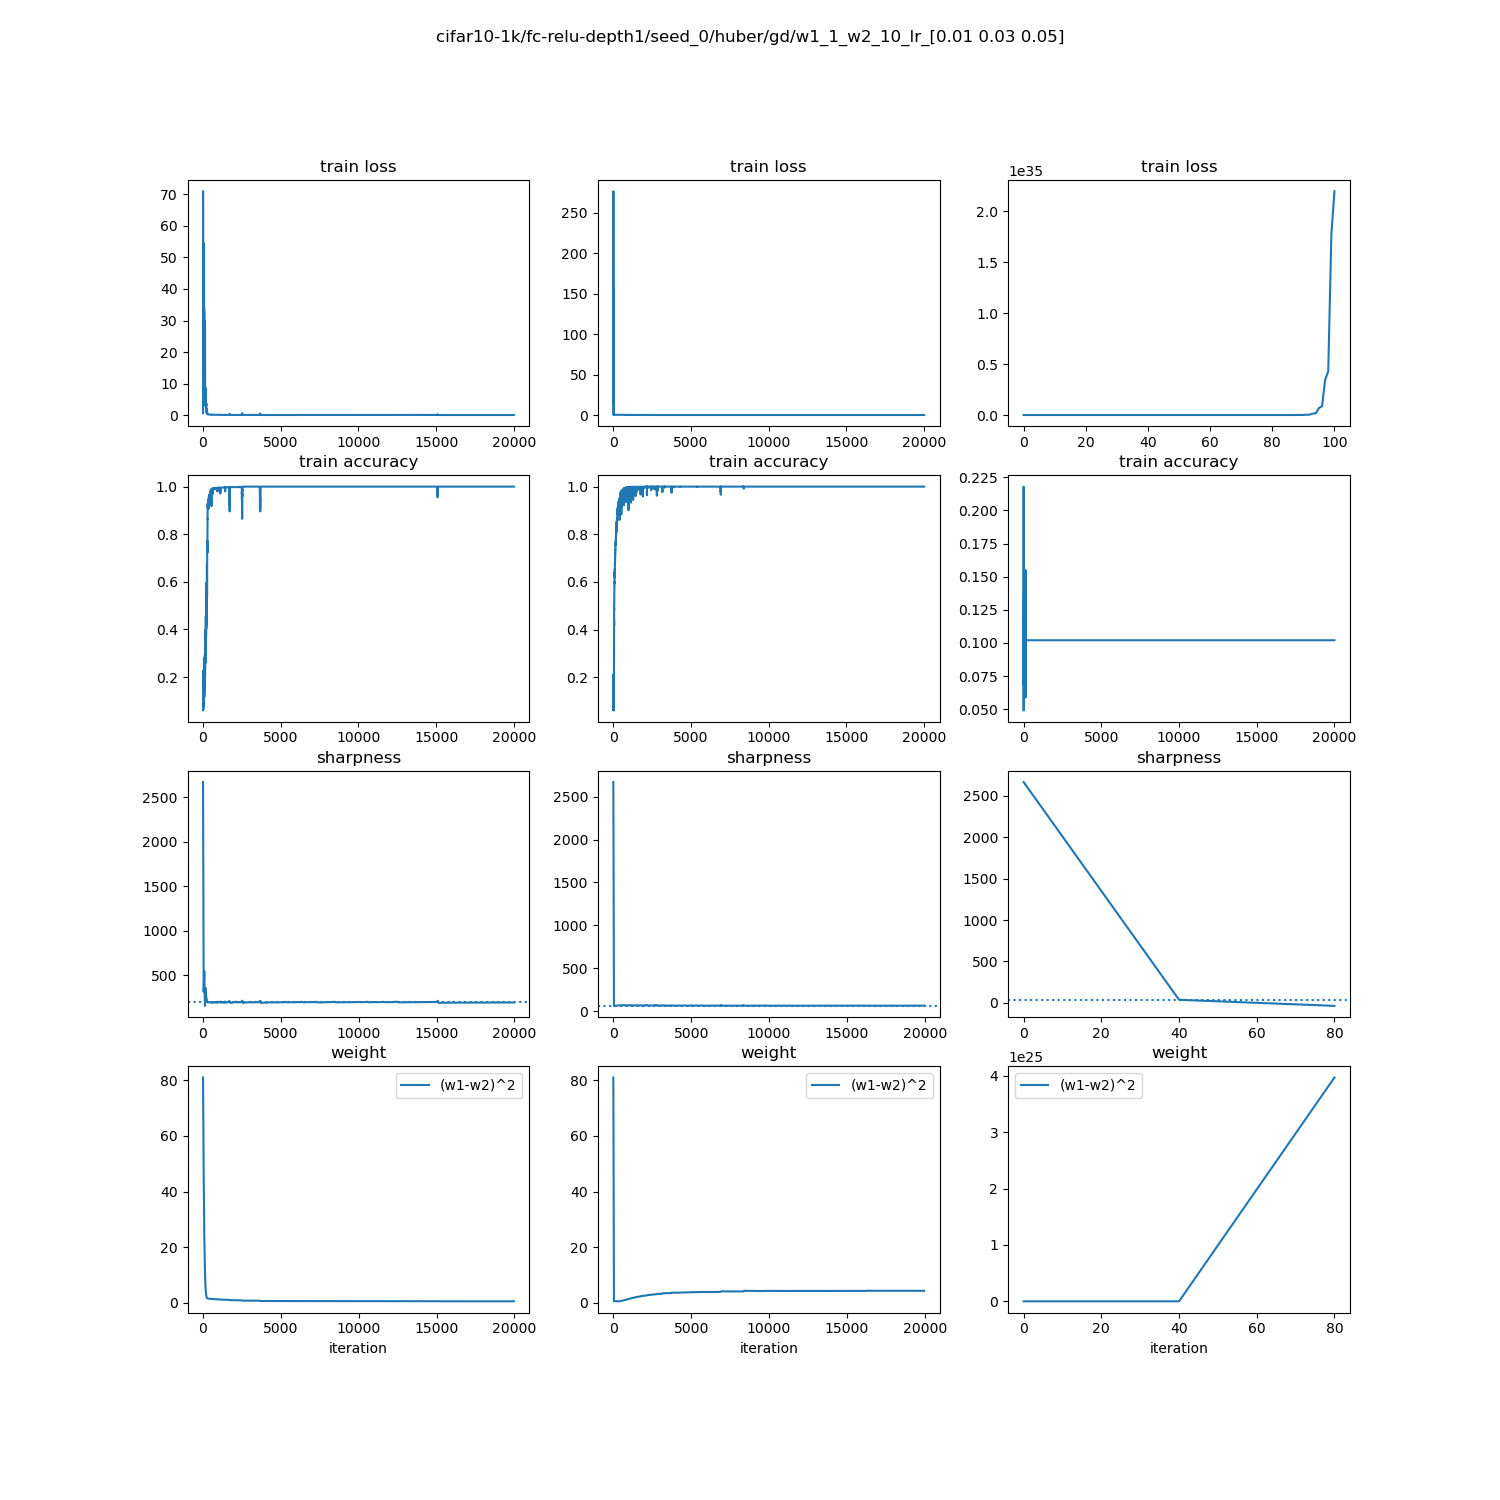 cifar10-1k/fc-relu-depth1/seed_0/huber/gd/w1_1_w2_10_lr_[0.01 0.03 0.05]
train loss
70
60
50
40
30
20
10
0
0 5000 10000 15000 20000
train loss
250
200
150
100
50
0
0 5000 10000 15000 20000
train loss
1e35
2.0
1.5
1.0
0.5
0.0
0 20 40 60 80 100
train accuracy
1.0
0.8
0.6
0.4
0.2
0 5000 10000 15000 20000
train accuracy
1.0
0.8
0.6
0.4
0.2
0 5000 10000 15000 20000
train accuracy
0.225
0.200
0.175
0.150
0.125
0.100
0.075
0.050
0 5000 10000 15000 20000
sharpness
2500
2000
1500
1000
500
0 5000 10000 15000 20000
sharpness
2500
2000
1500
1000
500
0
0 5000 10000 15000 20000
sharpness
2500
2000
1500
1000
500
0
0 20 40 60 80
weight
(w1-w2)^2
80
60
40
20
0
0 5000 10000 15000 20000
iteration
weight
(w1-w2)^2
80
60
40
20
0
0 5000 10000 15000 20000
iteration
weight
1e25
(w1-w2)^2
4
3
2
1
0
0 20 40 60 80
iteration